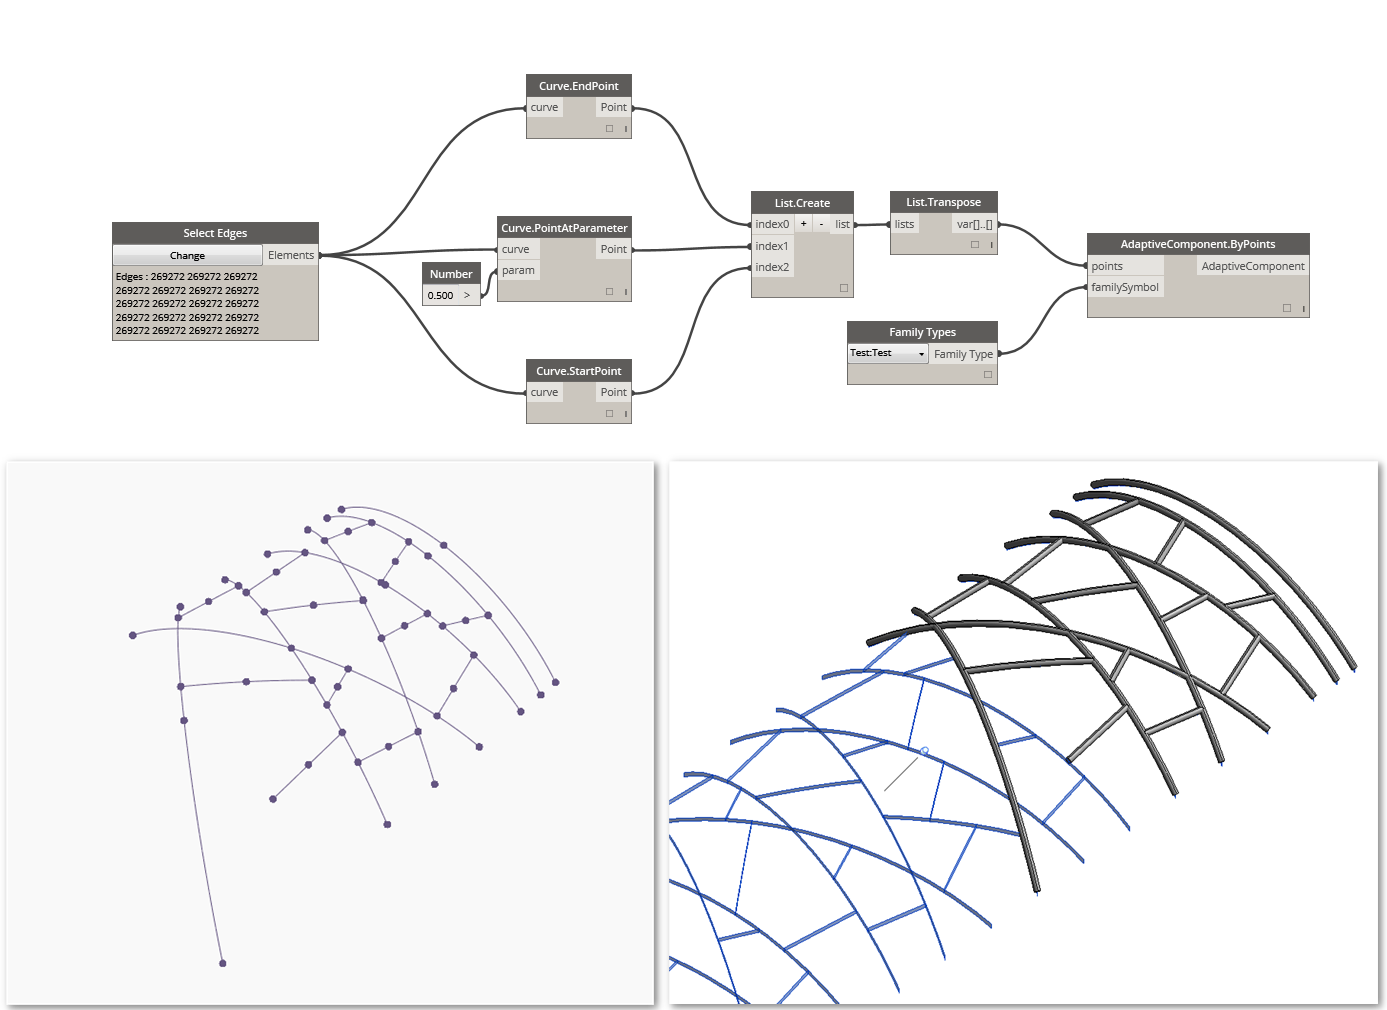 Curve.EndPoint
curve Point
Select Edges
Change Elements
Edges : 269272 269272 269272
269272 269272 269272 269272
269272 269272 269272 269272
269272 269272 269272 269272
269272 269272 269272 269272
Curve.PointAtParameter
curve Point
param
Number
0.500 >
Curve.StartPoint
curve Point
List.Create
index0 + - list
index1
index2
List.Transpose
lists var[]..[]
Family Types
Test:Test Family Type
AdaptiveComponent.ByPoints
points AdaptiveComponent
familySymbol